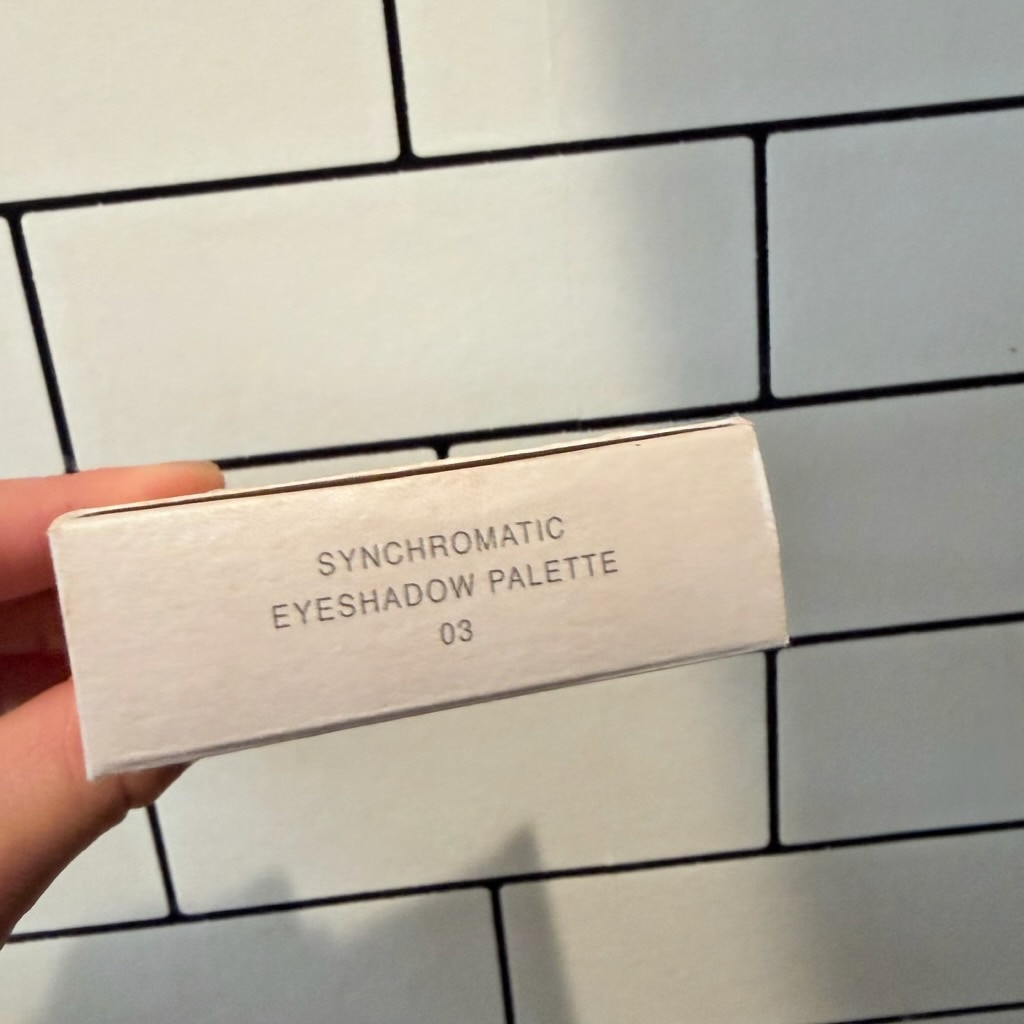 SYNCHROMATIC
EYESHADOW PALETTE
03